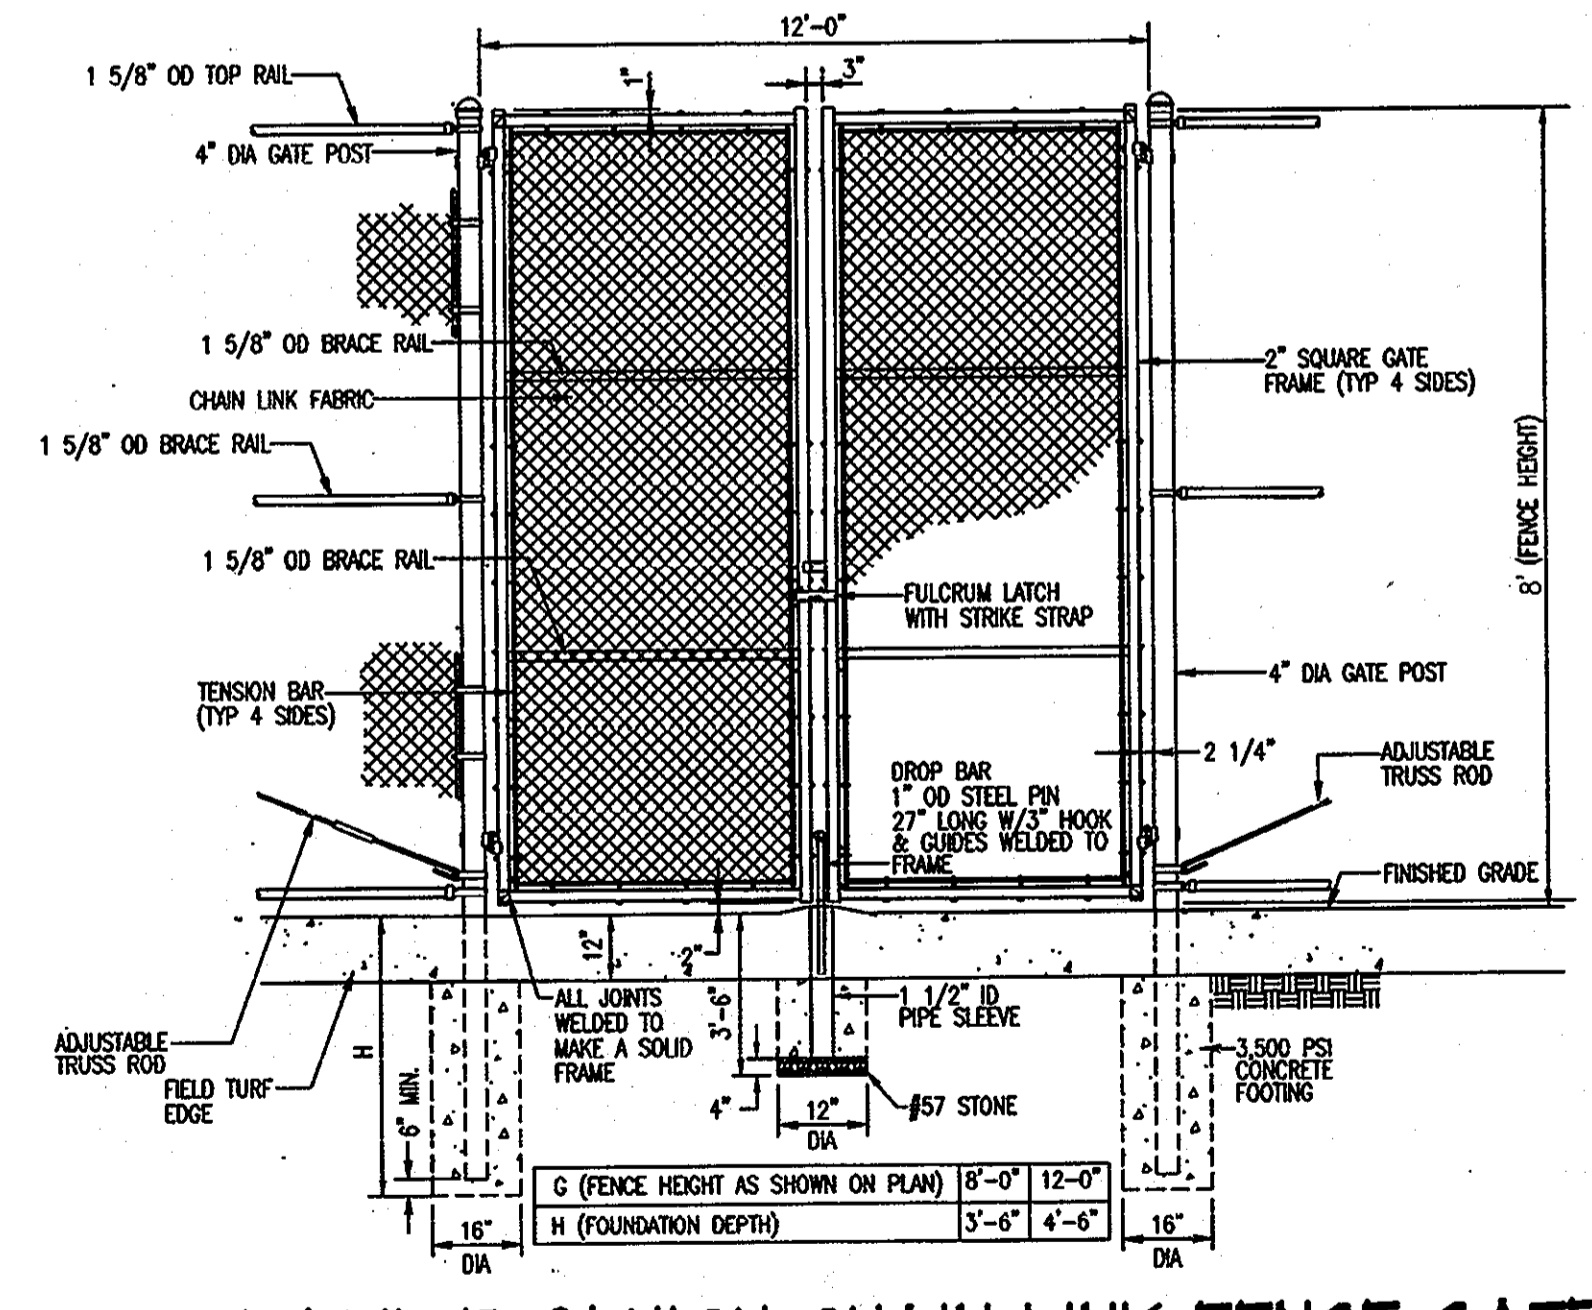 12'-0"
1"
3"
1 5/8" OD TOP RAIL
4" DIA GATE POST
1 5/8" OD BRACE RAIL
CHAIN LINK FABRIC
1 5/8" OD BRACE RAIL
1 5/8" OD BRACE RAIL
2" SQUARE GATE
FRAME (TYP 4 SIDES)
8' (FENCE HEIGHT)
FULCRUM LATCH
WITH STRIKE STRAP
TENSION BAR
(TYP 4 SIDES)
4" DIA GATE POST
2 1/4"
ADJUSTABLE
TRUSS ROD
DROP BAR
1" OD STEEL PIN
27" LONG W/3" HOOK
& GUIDES WELDED TO
FRAME
FINISHED GRADE
12"
2"
3'-6"
ALL JOINTS
WELDED TO
MAKE A SOLID
FRAME
1 1/2" ID
PIPE SLEEVE
ADJUSTABLE
TRUSS ROD
FIELD TURF
EDGE
H
6" MIN.
4"
12"
DIA
#57 STONE
3,500 PSI
CONCRETE
FOOTING
G (FENCE HEIGHT AS SHOWN ON PLAN) 8'-0" 12-0"
H (FOUNDATION DEPTH) 3'-6" 4'-6"
16"
DIA
16"
DIA